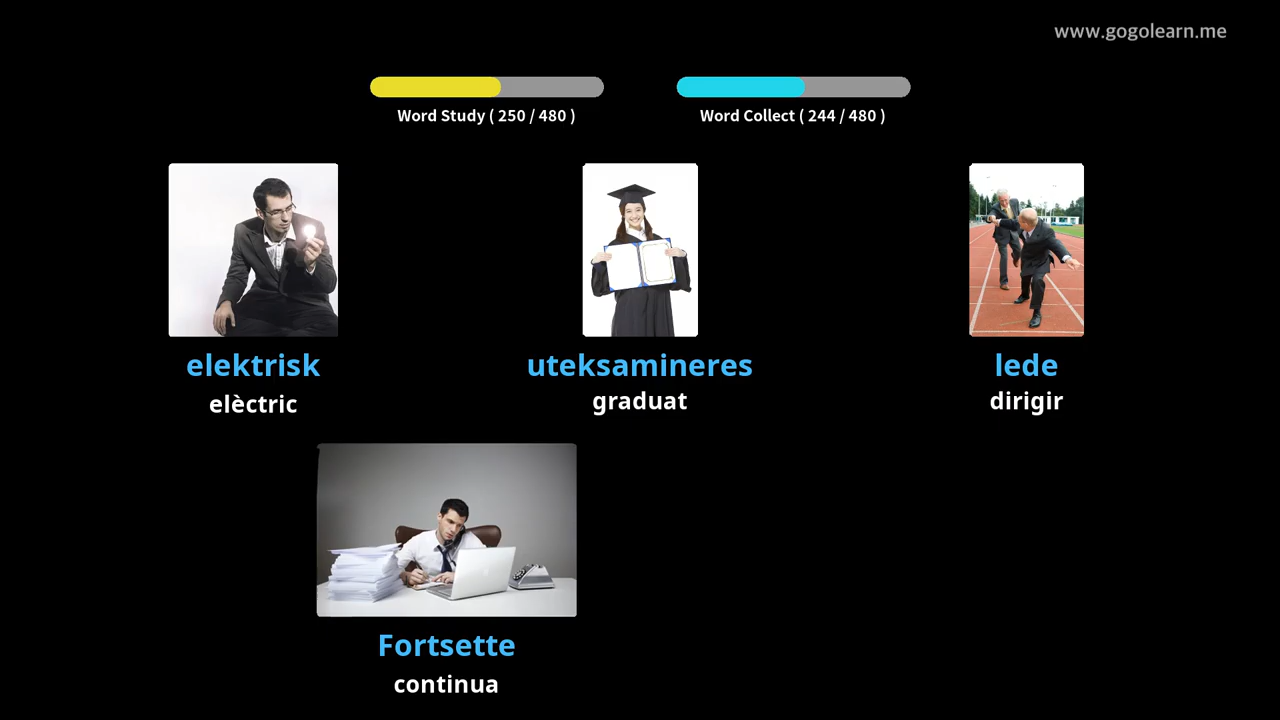 www.gogolearn.me
Word Study ( 250 / 480 )
Word Collect ( 244 / 480 )
elektrisk
elèctric
uteksamineres
graduat
lede
dirigir
Fortsette
continua